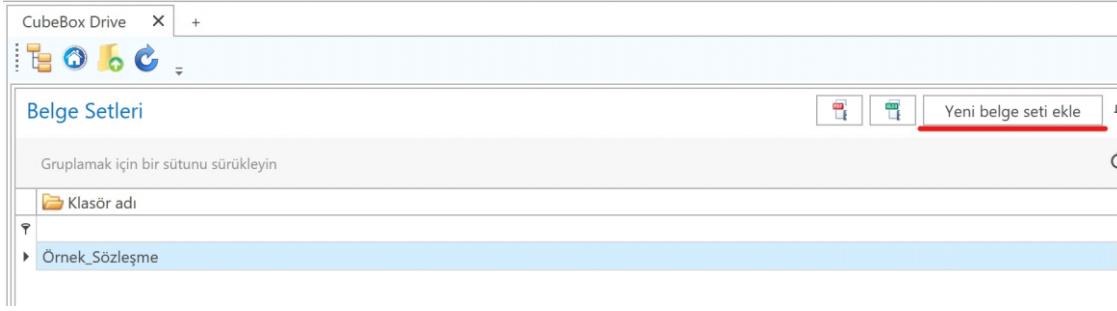 CubeBox Drive
Belge Setleri
Yeni belge seti ekle
Gruplamak için bir sütunu sürükleyin
Klasör adı
Örnek_Sözleşme